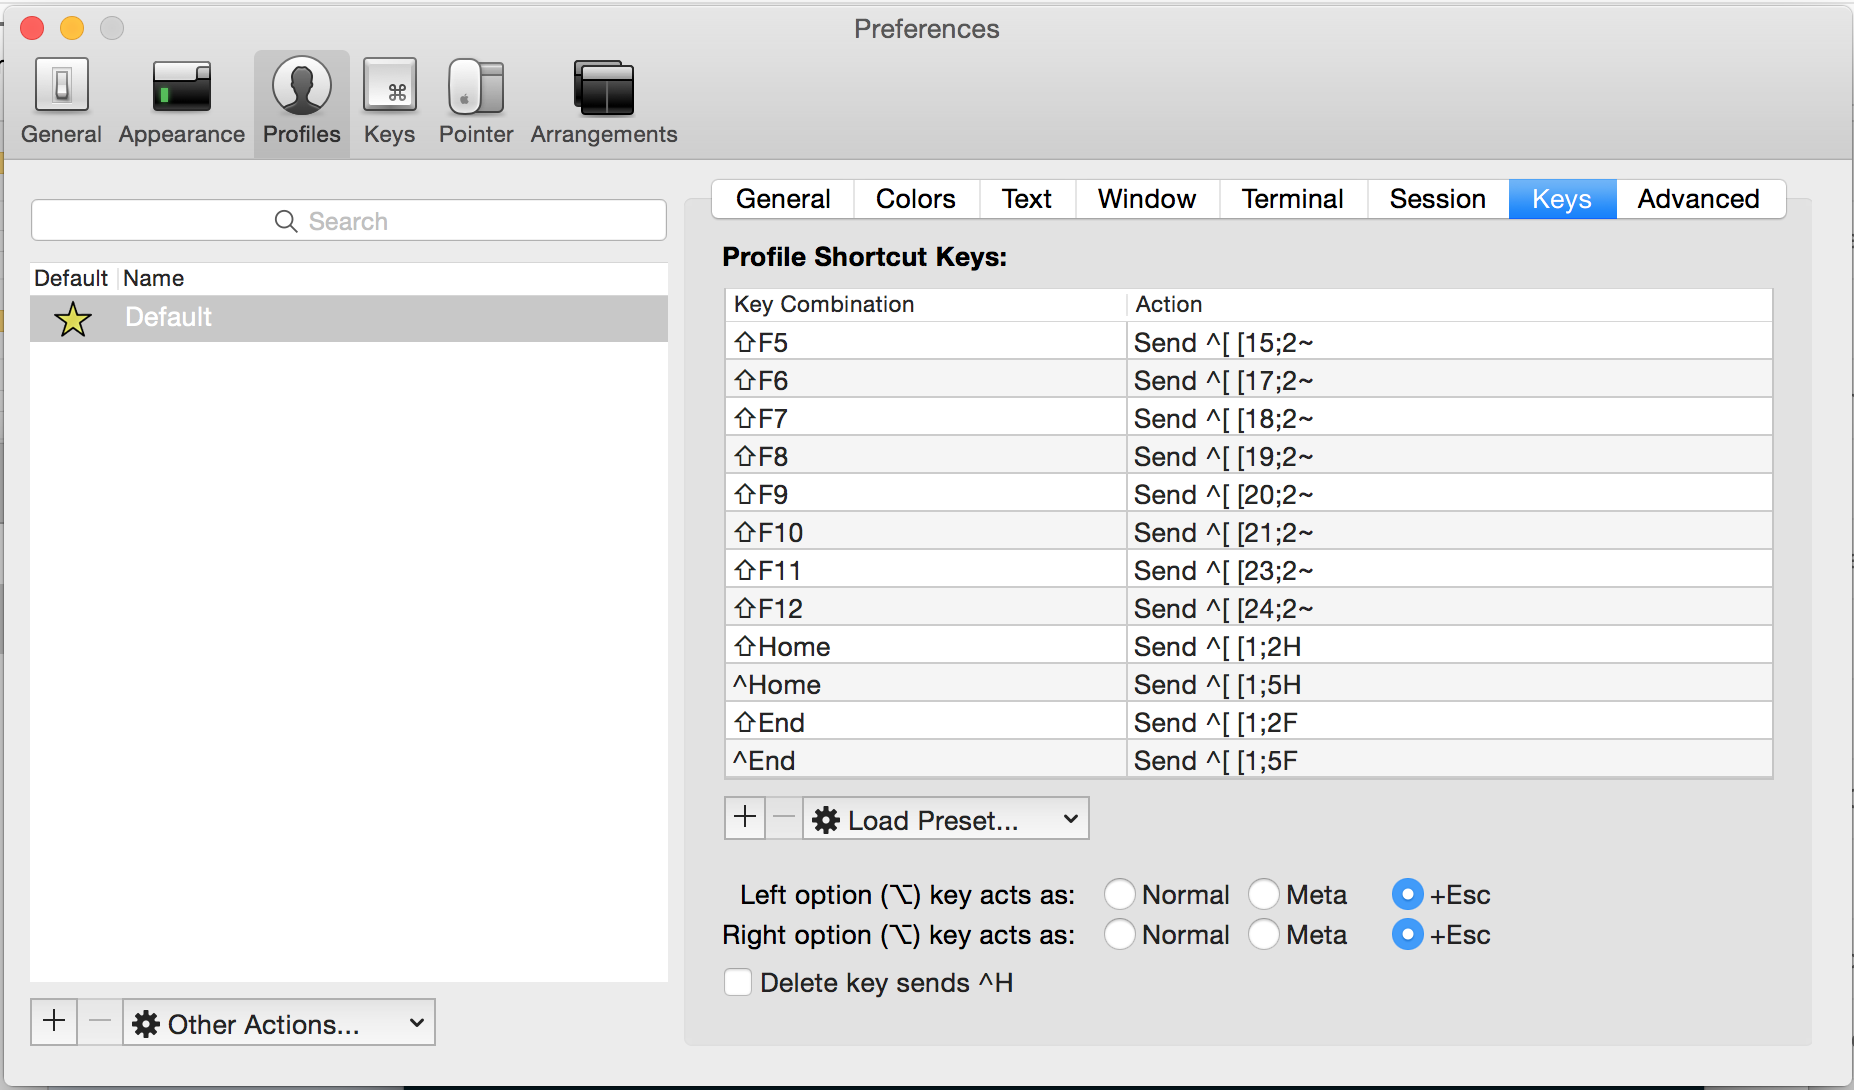 Preferences
General Appearance Profiles Keys Pointer Arrangements
General Colors Text Window Terminal Session Keys Advanced
Search
Default Name
Default
Profile Shortcut Keys:
Key Combination Action
⇧F5 Send ^[ [15;2~
⇧F6 Send ^[ [17;2~
⇧F7 Send ^[ [18;2~
⇧F8 Send ^[ [19;2~
⇧F9 Send ^[ [20;2~
⇧F10 Send ^[ [21;2~
⇧F11 Send ^[ [23;2~
⇧F12 Send ^[ [24;2~
⇧Home Send ^[ [1;2H
^Home Send ^[ [1;5H
⇧End Send ^[ [1;2F
^End Send ^[ [1;5F
Load Preset...
Left option (⌥) key acts as: Normal Meta +Esc
Right option (⌥) key acts as: Normal Meta +Esc
Delete key sends ^H
Other Actions...